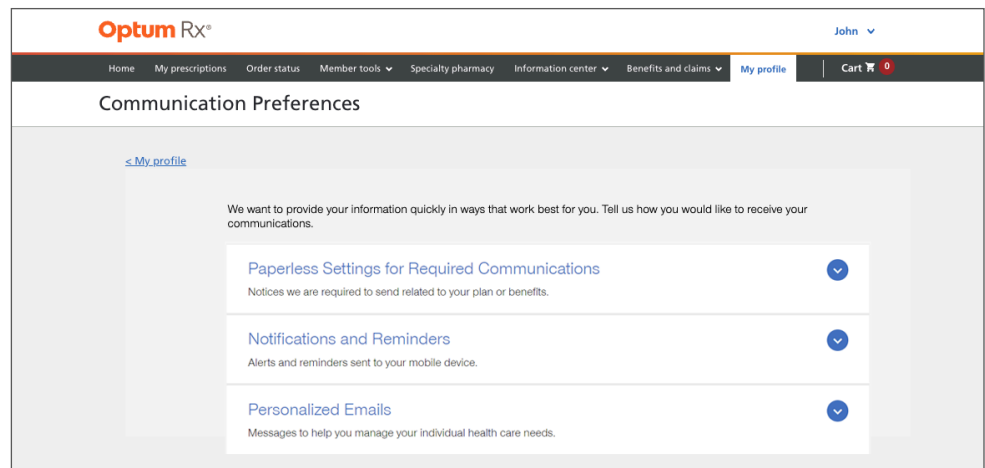 Optum Rx®
John
Home My prescriptions Order status Member tools Specialty pharmacy Information center Benefits and claims My profile Cart 0
Communication Preferences
< My profile
We want to provide your information quickly in ways that work best for you. Tell us how you would like to receive your
communications.
Paperless Settings for Required Communications
Notices we are required to send related to your plan or benefits.
Notifications and Reminders
Alerts and reminders sent to your mobile device.
Personalized Emails
Messages to help you manage your individual health care needs.